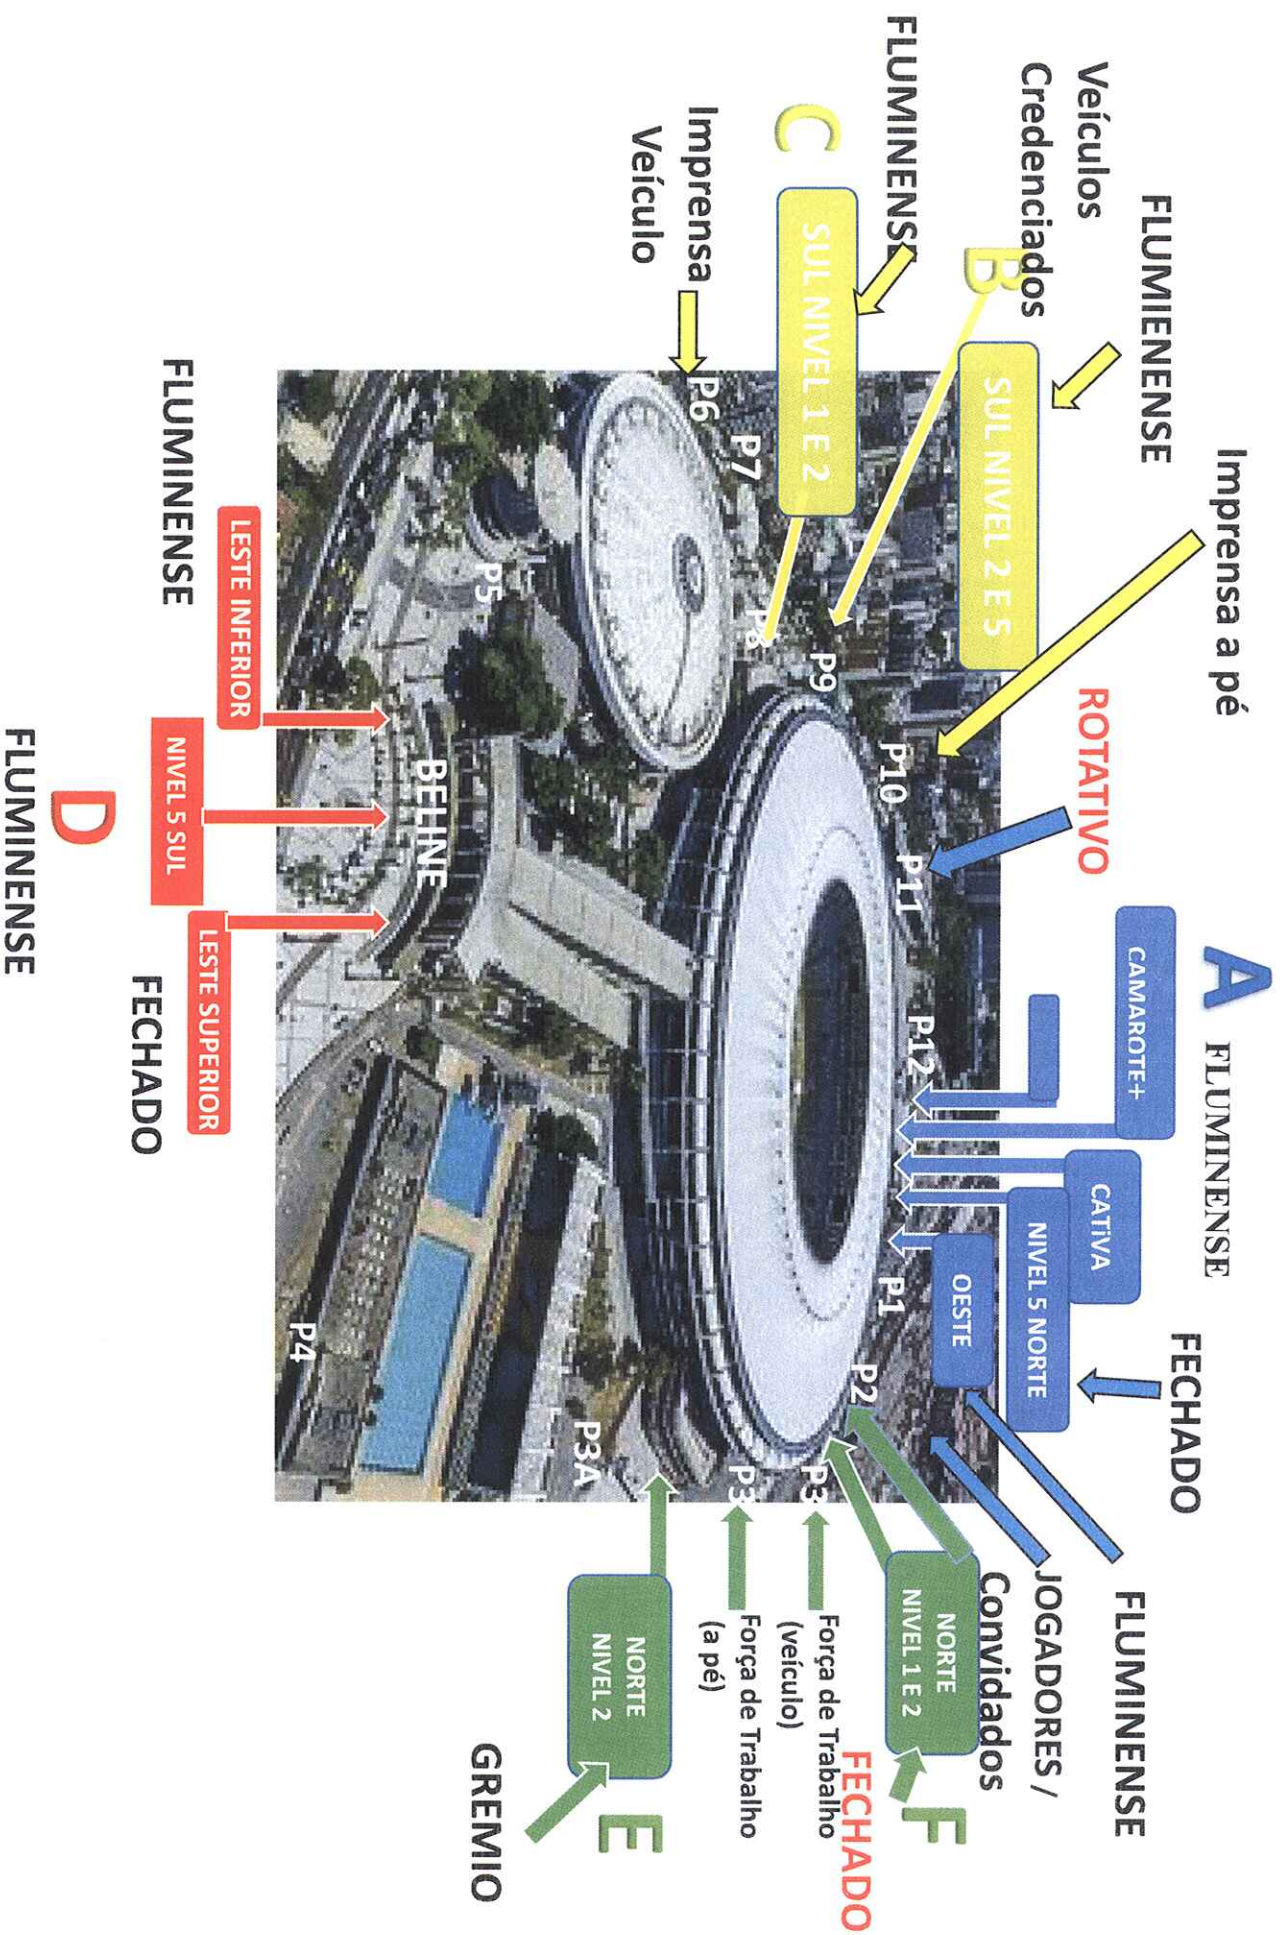 Imprensa a pé
ROTATIVO
A
FLUMINENSE
CAMAROTE+
CATiVA
NIVEL 5 NORTE
OESTE
FECHADO
FLUMINENSE
JOGADORES /
Convidados
FLUMIENENSE
Veículos
Credenciados
B
SUL NIVEL 2 E 5
FLUMINENSE
C
SUL NIVEL 1 E 2
Imprensa
Veículo
P6
P7
P8
P9
P10
P11
P12
P1
P2
P3
P3
P3A
P4
P5
BELINE
F
NORTE
NIVEL 1 E 2
FECHADO
Força de Trabalho
(veículo)
Força de Trabalho
(a pé)
NORTE
NIVEL 2
E
GREMIO
FLUMINENSE
LESTE INFERIOR
NIVEL 5 SUL
LESTE SUPERIOR
FECHADO
D
FLUMINENSE